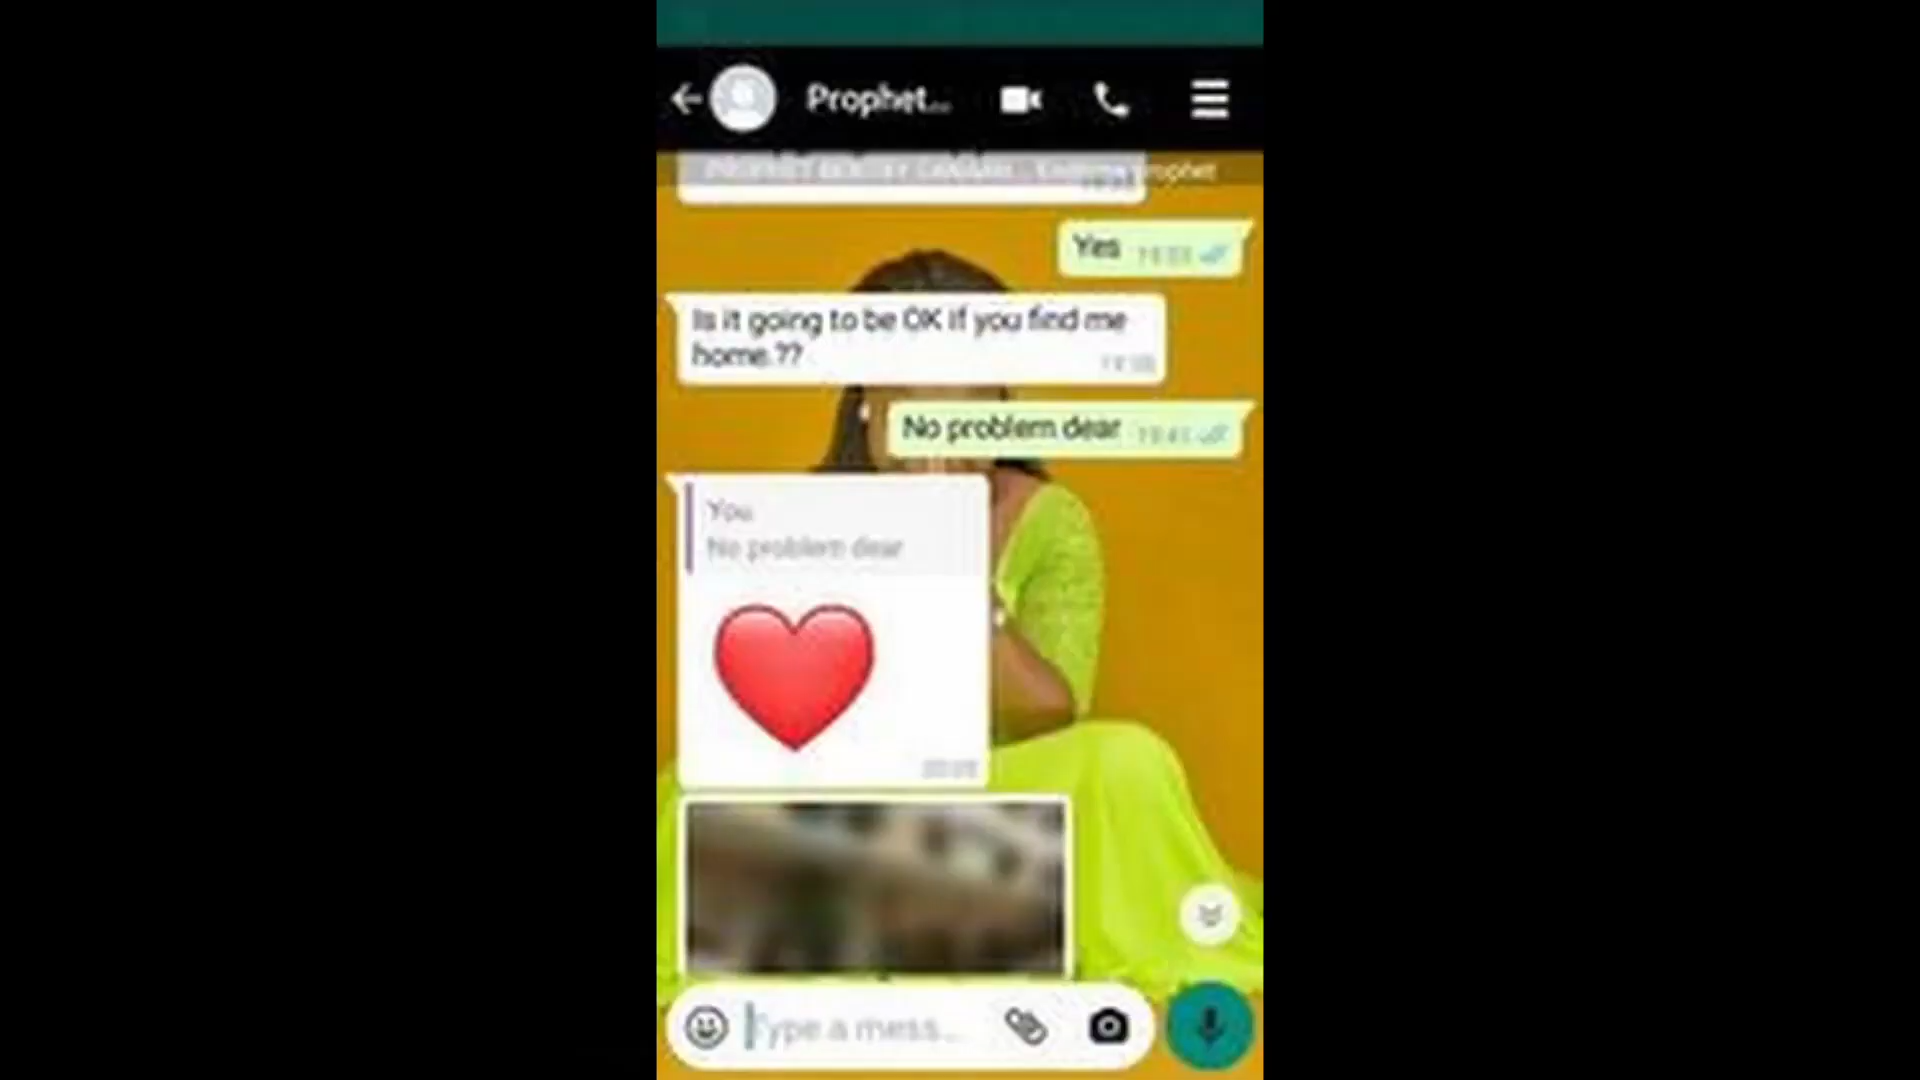 Prophet...
prophet
Yes
Is it going to be OK if you find me
home.??
No problem dear
You
No problem dear
Type a mess...